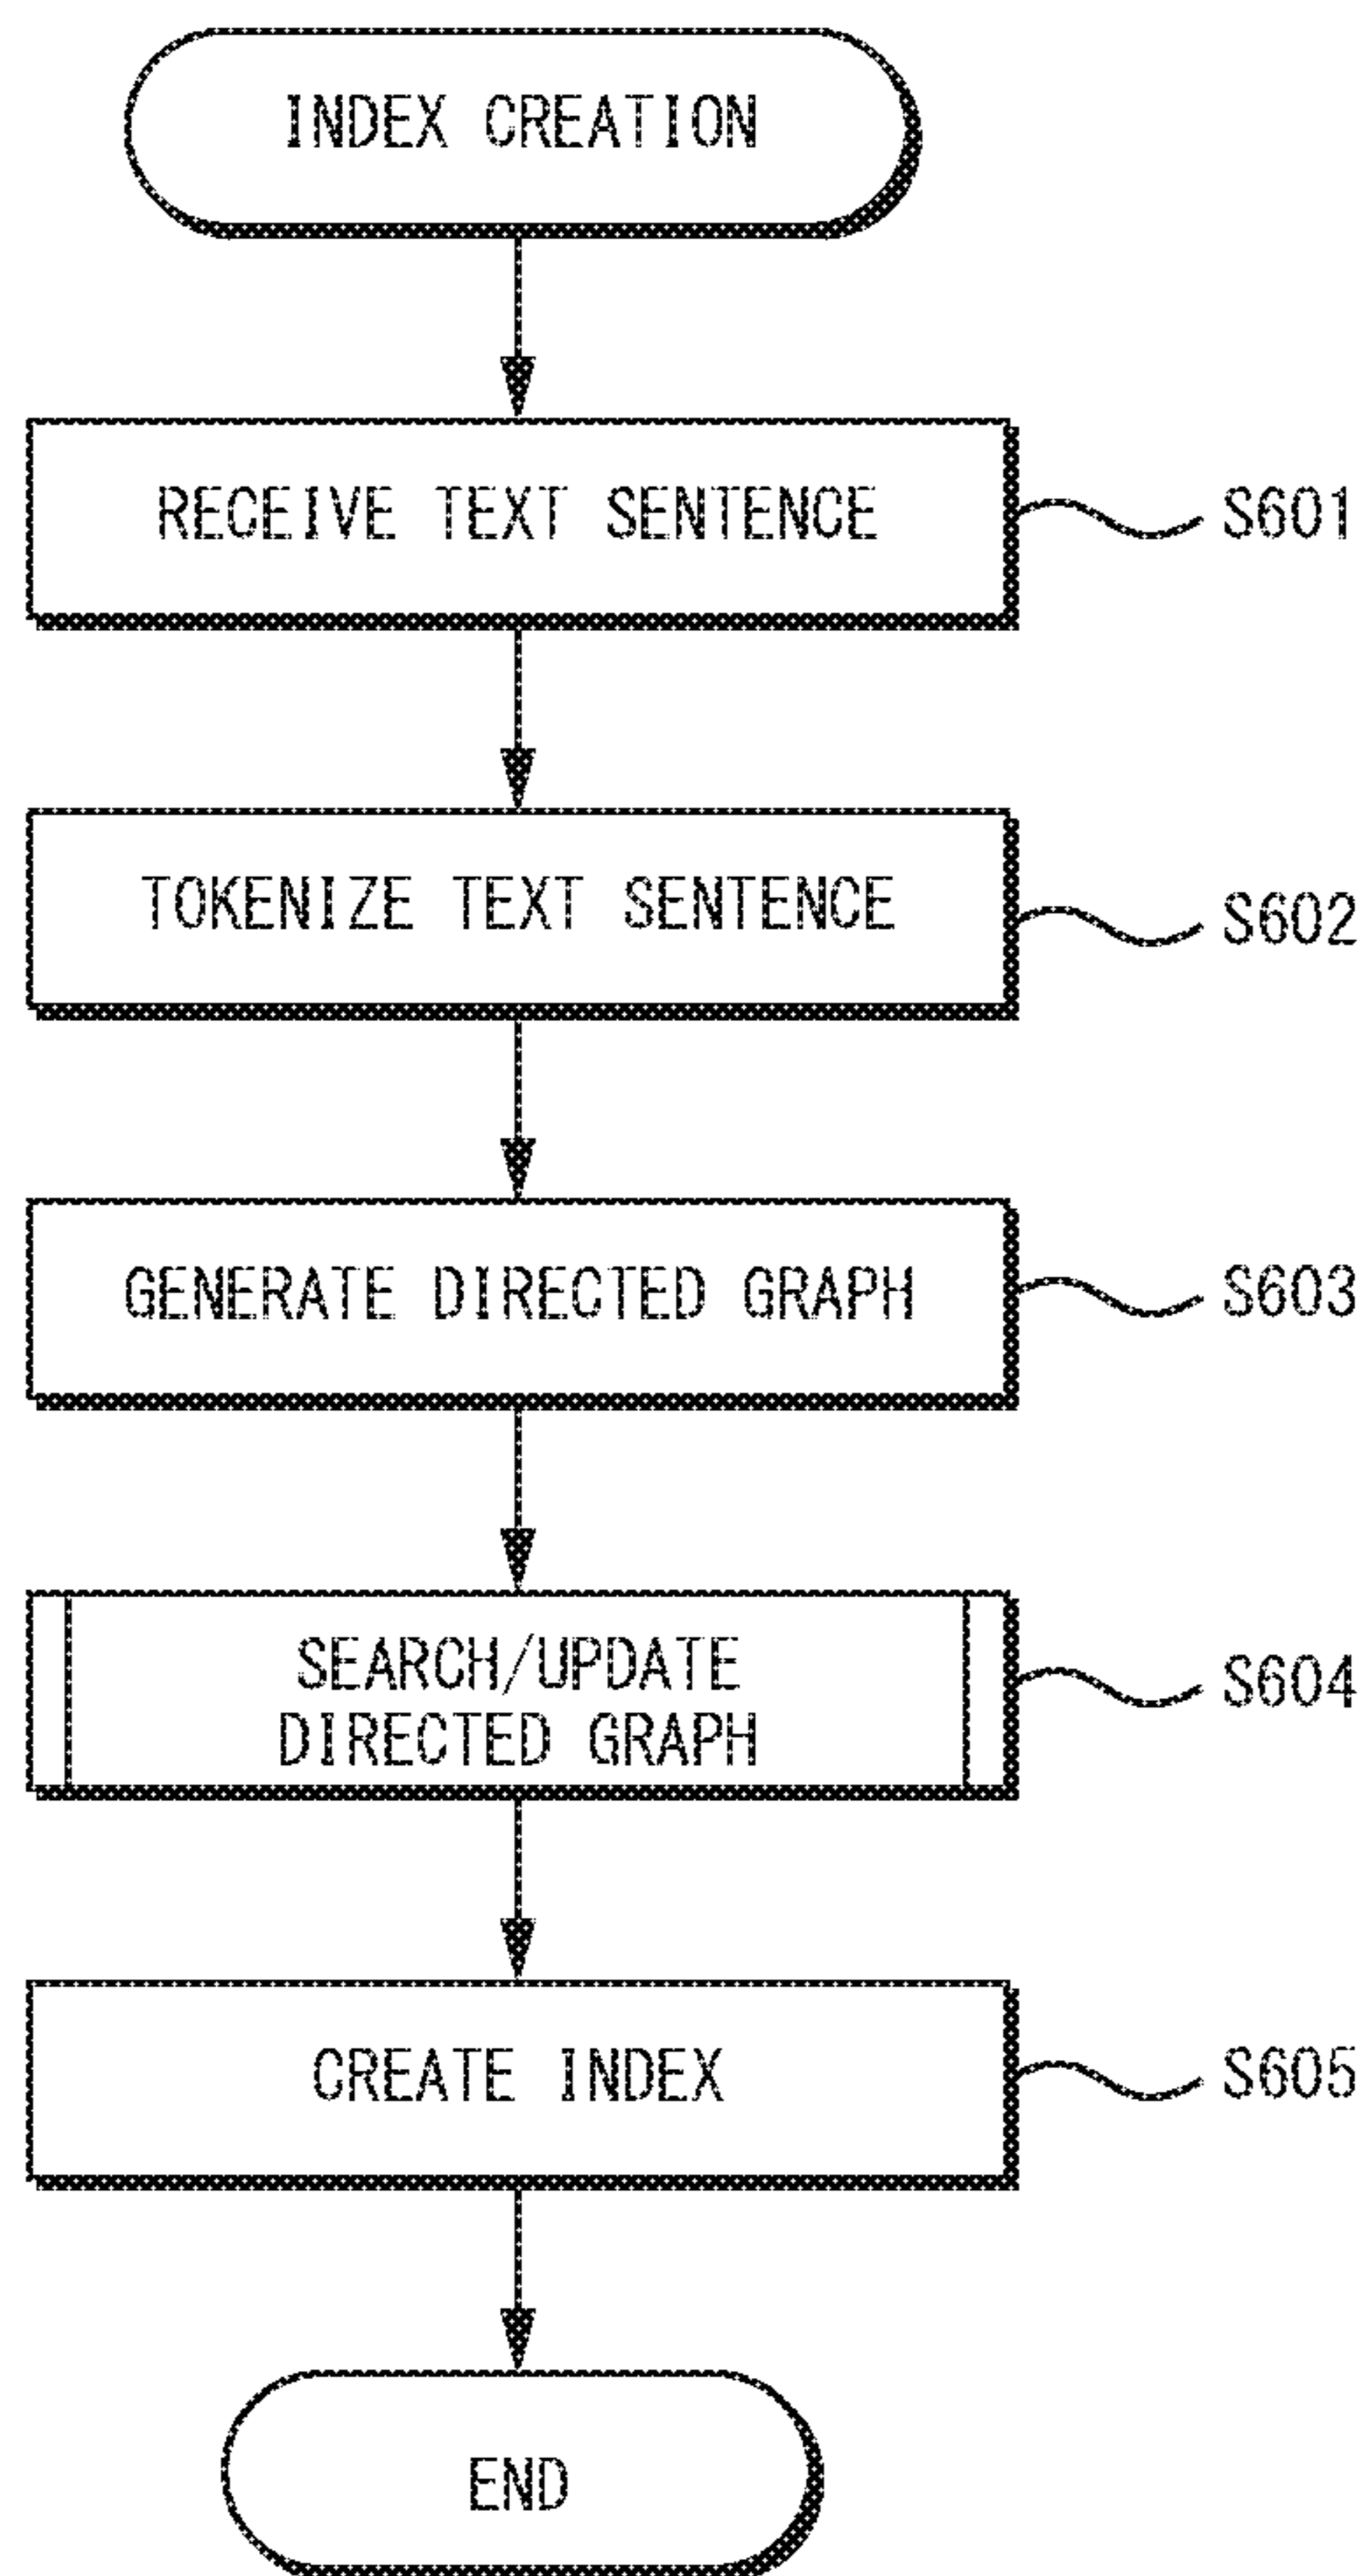 INDEX CREATION
RECEIVE TEXT SENTENCE
S601
TOKENIZE TEXT SENTENCE
S602
GENERATE DIRECTED GRAPH
S603
SEARCH/UPDATE
DIRECTED GRAPH
S604
CREATE INDEX
S605
END